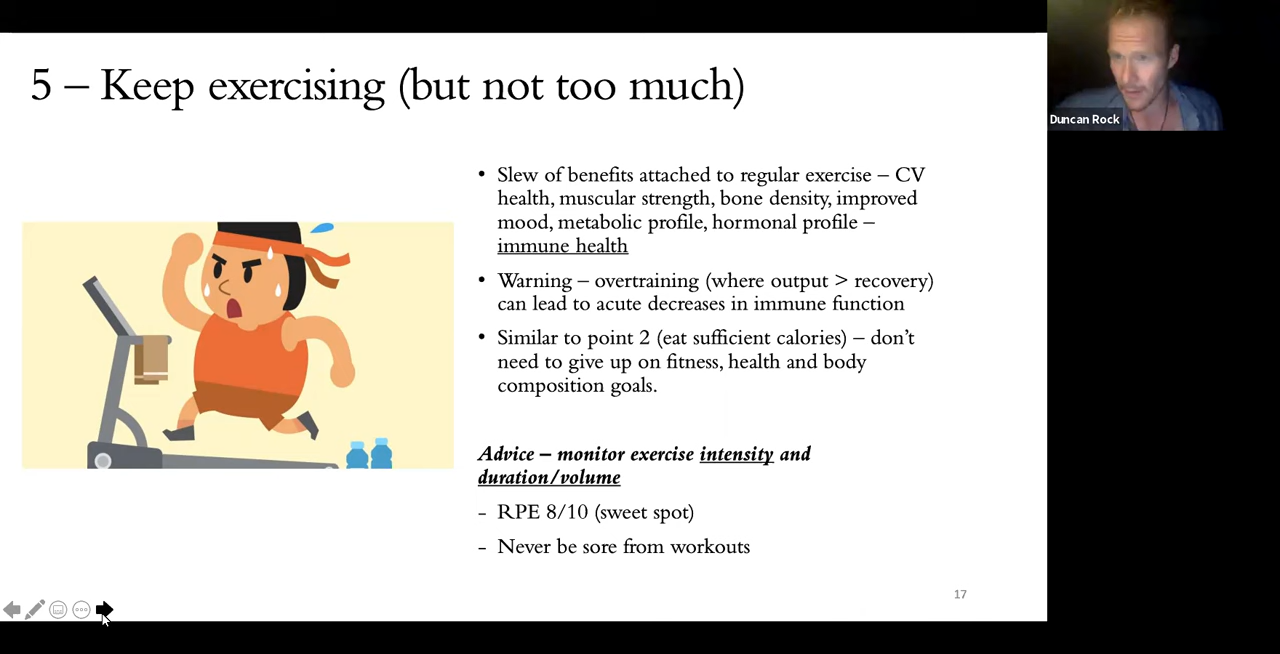 5 – Keep exercising (but not too much)
Duncan Rock
• Slew of benefits attached to regular exercise – CV
health, muscular strength, bone density, improved
mood, metabolic profile, hormonal profile –
immune health
• Warning – overtraining (where output > recovery)
can lead to acute decreases in immune function
• Similar to point 2 (eat sufficient calories) – don't
need to give up on fitness, health and body
composition goals.
Advice – monitor exercise intensity and
duration/volume
- RPE 8/10 (sweet spot)
- Never be sore from workouts
17